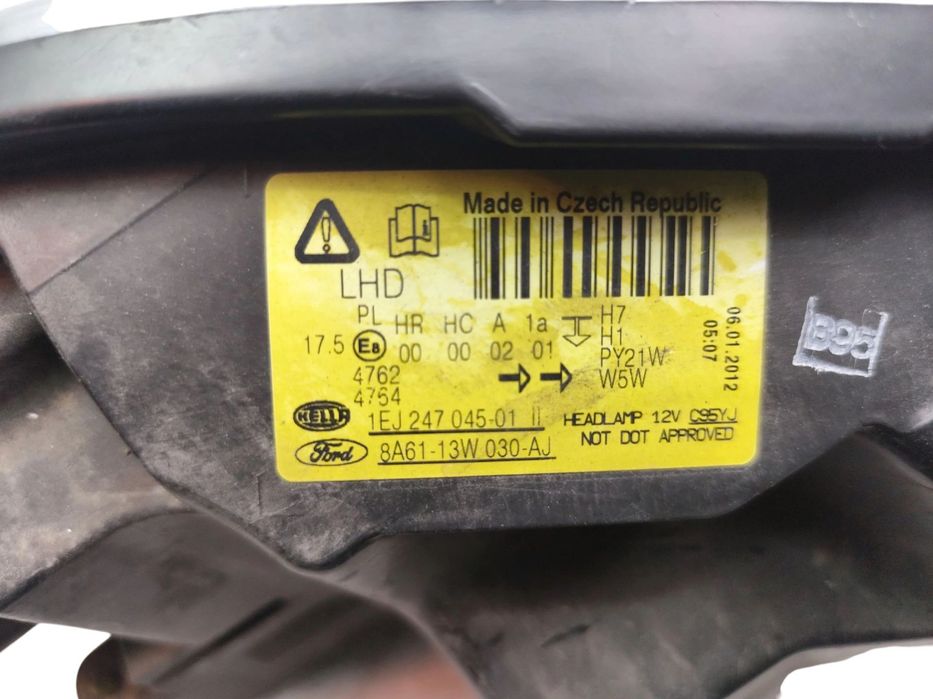 Made in Czech Republic
LHD
PL HR HC A 1a H7
17.5 E8 00 00 02 01 H1
PY21W
4762 W5W
4764
HELLA 1EJ 247 045-01 II HEADLAMP 12V C95YJ
Ford 8A61-13W 030-AJ NOT DOT APPROVED
06.01.2012
05:07
B95